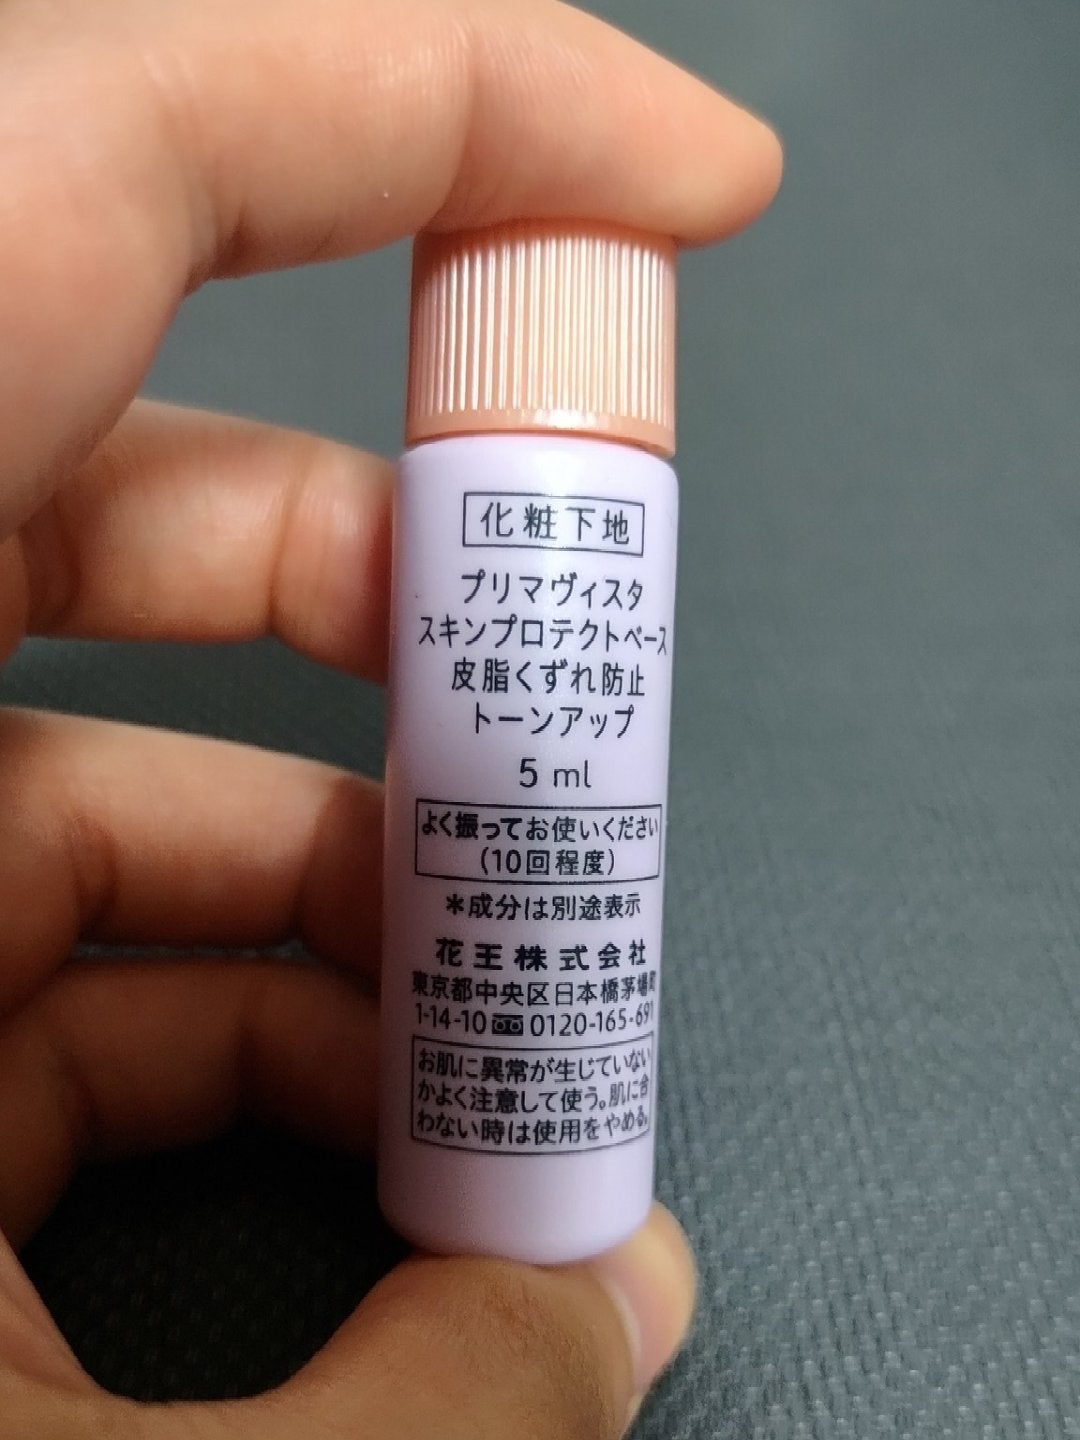 化粧下地
プリマヴィスタ
スキンプロテクトベース
皮脂くずれ防止
トーンアップ
5 ml
よく振ってお使いください
(10回程度)
*成分は別途表示
花王株式会社
東京都中央区日本橋茅場町
1-14-10 0120-165-691
お肌に異常が生じていない
かよく注意して使う。肌に合
わない時は使用をやめる。